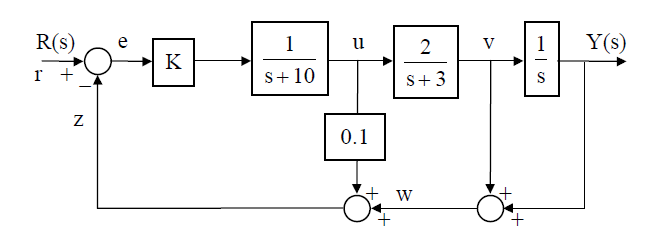 R(s) e 1 u 2 v 1 Y(s)
K
r + s + 10 s + 3 s
−
z
0.1
+ w +
+ +